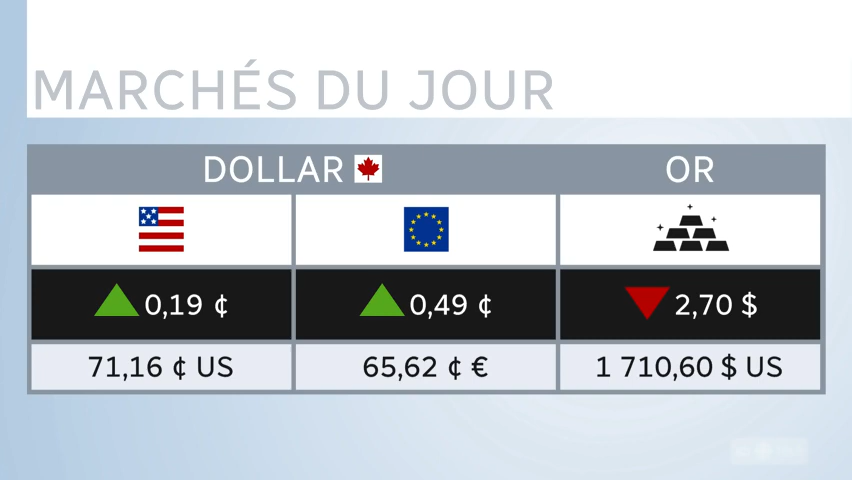 MARCHÉS DU JOUR
DOLLAR OR
0,19 ¢ 0,49 ¢ 2,70 $
71,16 ¢ US 65,62 ¢ € 1 710,60 $ US